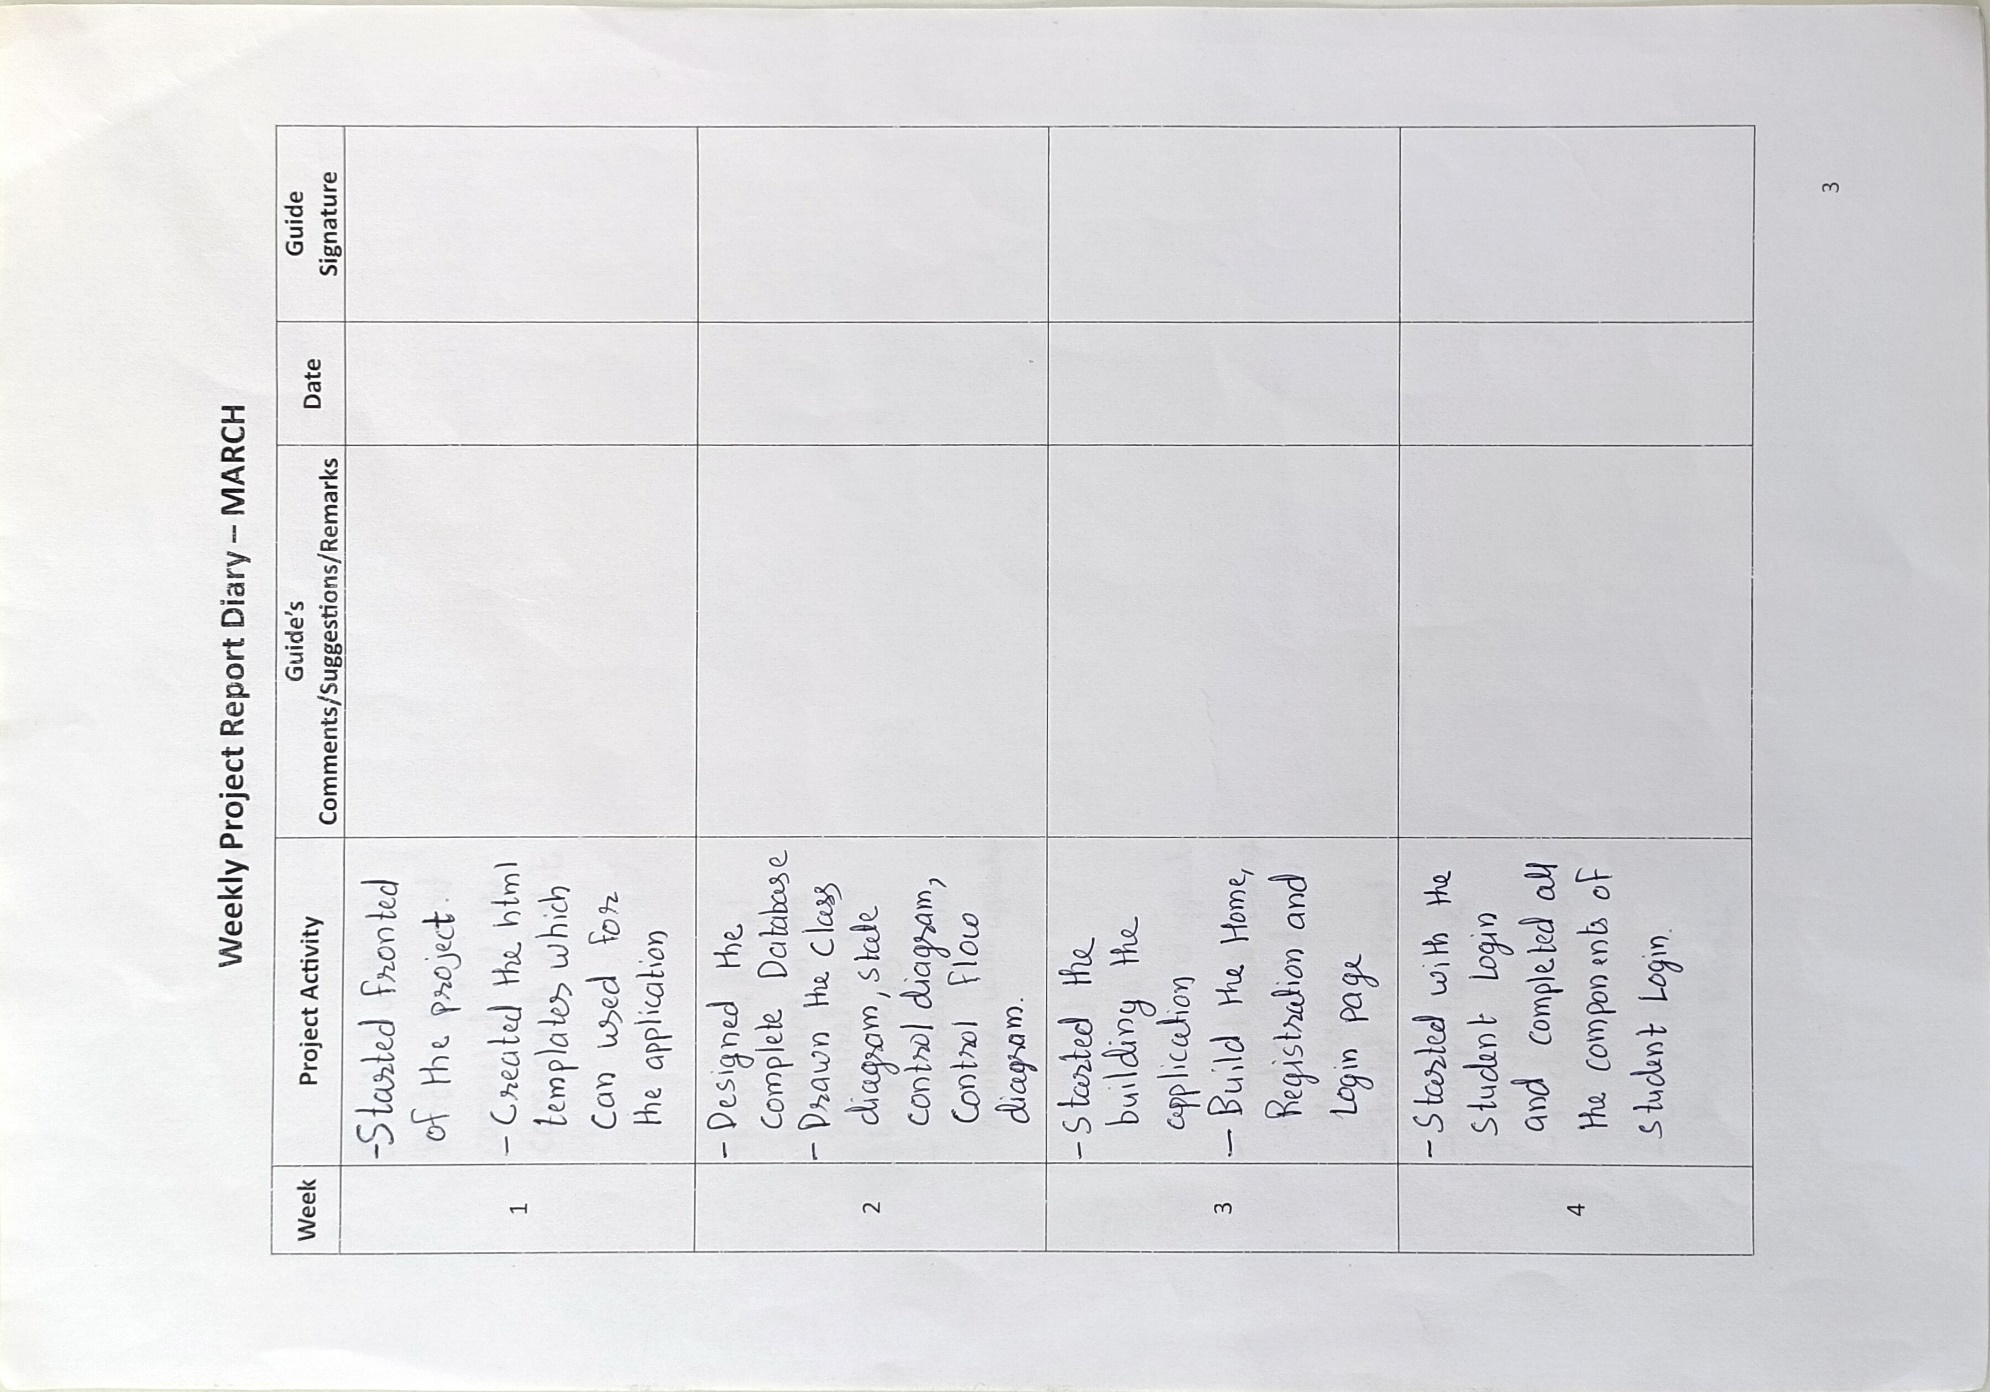 Weekly Project Report Diary – MARCH
Week
Project Activity
Guide's
Comments/Suggestions/Remarks
Date
Guide
Signature
1
-Started fronted
of the project.
- Created the html
templates which
can used for
the application
2
- Designed the
complete Database
- Drawn the class
diagram, state
control diagram,
Control flow
diagram.
3
- Started the
building the
application
- Build the Home,
Registration and
Login page
4
- Started with the
Student Login
and completed all
the components of
Student Login.
3